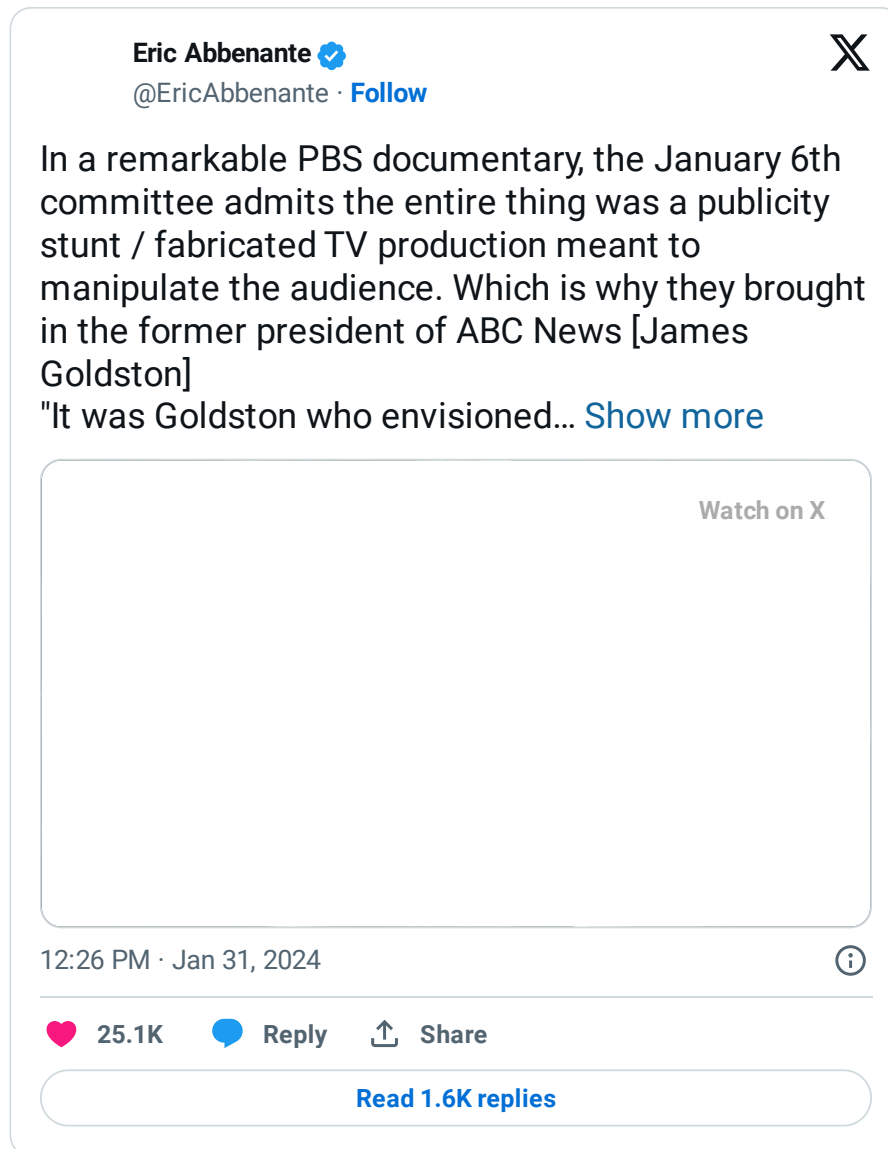 Eric Abbenante
@EricAbbenante · Follow
In a remarkable PBS documentary, the January 6th
committee admits the entire thing was a publicity
stunt / fabricated TV production meant to
manipulate the audience. Which is why they brought
in the former president of ABC News [James
Goldston]
"It was Goldston who envisioned… Show more
Watch on X
12:26 PM · Jan 31, 2024
25.1K Reply Share
Read 1.6K replies